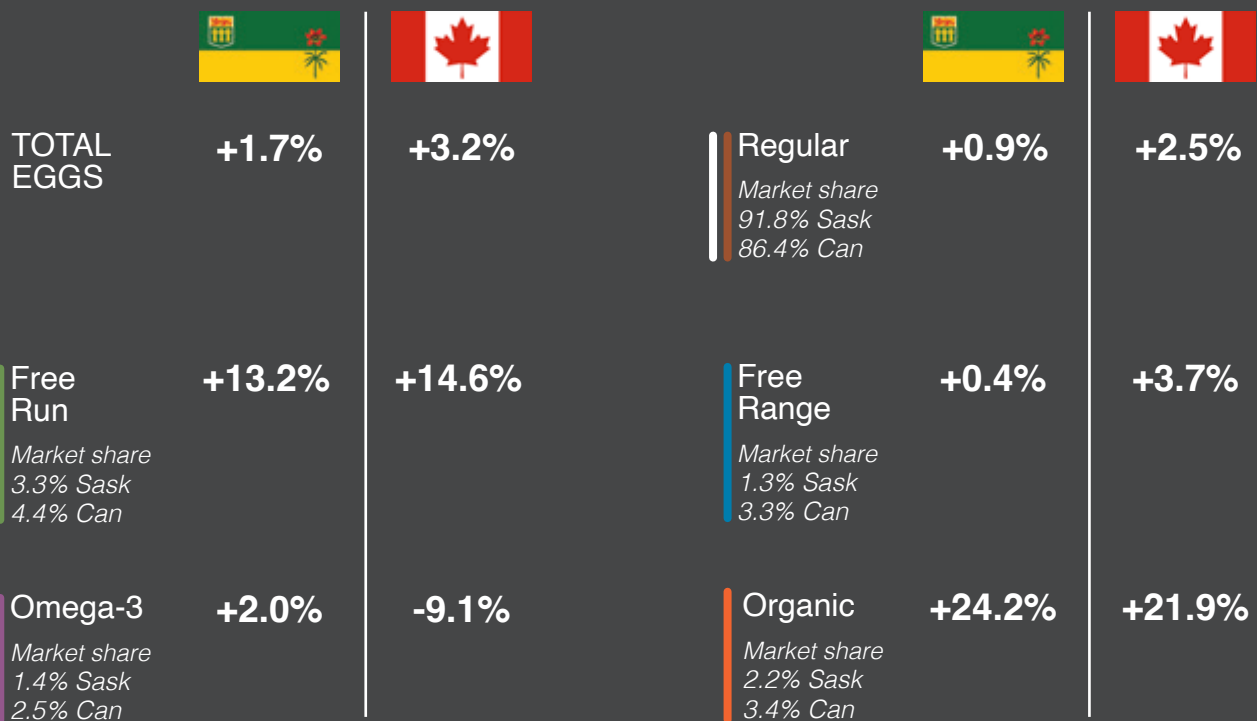 TOTAL
EGGS
+1.7%
+3.2%
Regular
Market share
91.8% Sask
86.4% Can
+0.9%
+2.5%
Free
Run
Market share
3.3% Sask
4.4% Can
+13.2%
+14.6%
Free
Range
Market share
1.3% Sask
3.3% Can
+0.4%
+3.7%
Omega-3
Market share
1.4% Sask
2.5% Can
+2.0%
-9.1%
Organic
Market share
2.2% Sask
3.4% Can
+24.2%
+21.9%